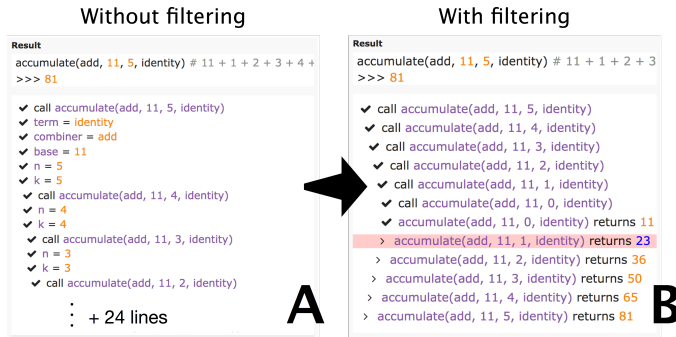 Without filtering
Result
accumulate(add, 11, 5, identity) # 11 + 1 + 2 + 3 + 4 +
>>> 81
call accumulate(add, 11, 5, identity)
term = identity
combiner = add
base = 11
n = 5
k = 5
call accumulate(add, 11, 4, identity)
n = 4
k = 4
call accumulate(add, 11, 3, identity)
n = 3
k = 3
call accumulate(add, 11, 2, identity)
+ 24 lines
A
With filtering
Result
accumulate(add, 11, 5, identity) # 11 + 1 + 2 + 3
>>> 81
call accumulate(add, 11, 5, identity)
call accumulate(add, 11, 4, identity)
call accumulate(add, 11, 3, identity)
call accumulate(add, 11, 2, identity)
call accumulate(add, 11, 1, identity)
call accumulate(add, 11, 0, identity)
accumulate(add, 11, 0, identity) returns 11
> accumulate(add, 11, 1, identity) returns 23
> accumulate(add, 11, 2, identity) returns 36
> accumulate(add, 11, 3, identity) returns 50
> accumulate(add, 11, 4, identity) returns 65
> accumulate(add, 11, 5, identity) returns 81
B